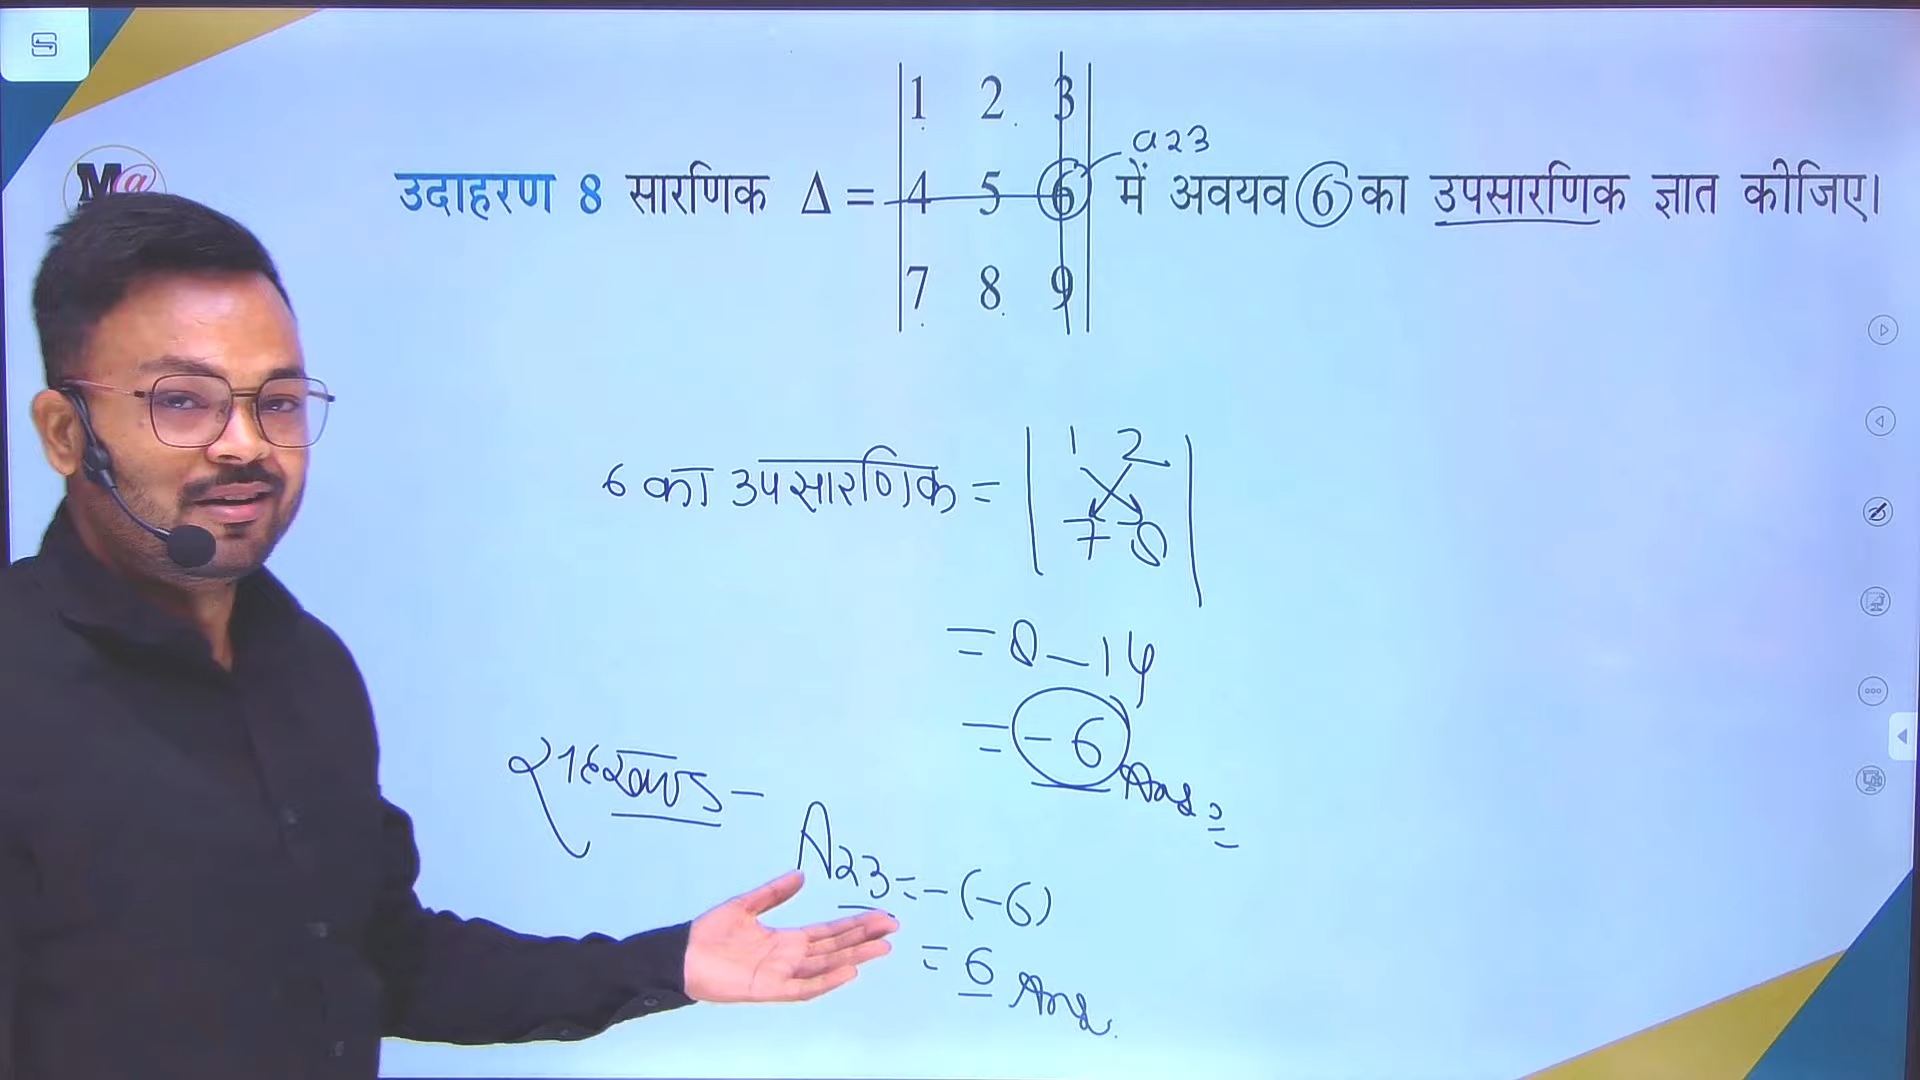 M@
1 2 3
a23
उदाहरण 8 सारणिक Δ = 4 5 6 में अवयव 6 का उपसारणिक ज्ञात कीजिए।
7 8 9
6 का उपसारणिक = | 1 2 |
7 8
= 8 - 14
= -6 Ans
सहखण्ड -
A23 = -(-6)
= 6 Ans